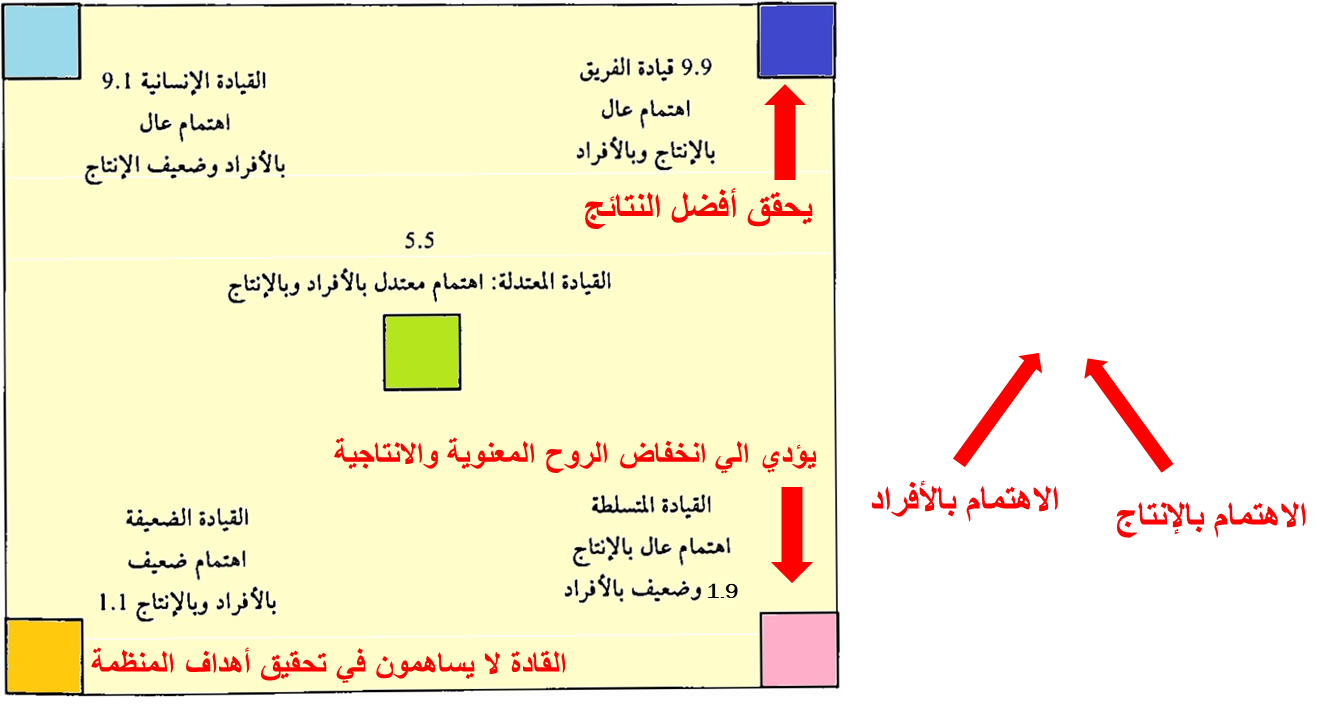 9.9 قيادة الفريق
اهتمام عال
بالإنتاج وبالأفراد
يحقق أفضل النتائج
القيادة الإنسانية 9.1
اهتمام عال
بالأفراد وضعيف الإنتاج
5.5
القيادة المعتدلة: اهتمام معتدل بالأفراد وبالإنتاج
يؤدي الي انخفاض الروح المعنوية والانتاجية
القيادة المتسلطة
اهتمام عال بالإنتاج
1.9 وضعيف بالأفراد
القيادة الضعيفة
اهتمام ضعيف
بالأفراد وبالإنتاج 1.1
القادة لا يساهمون في تحقيق أهداف المنظمة
الاهتمام بالإنتاج
الاهتمام بالأفراد